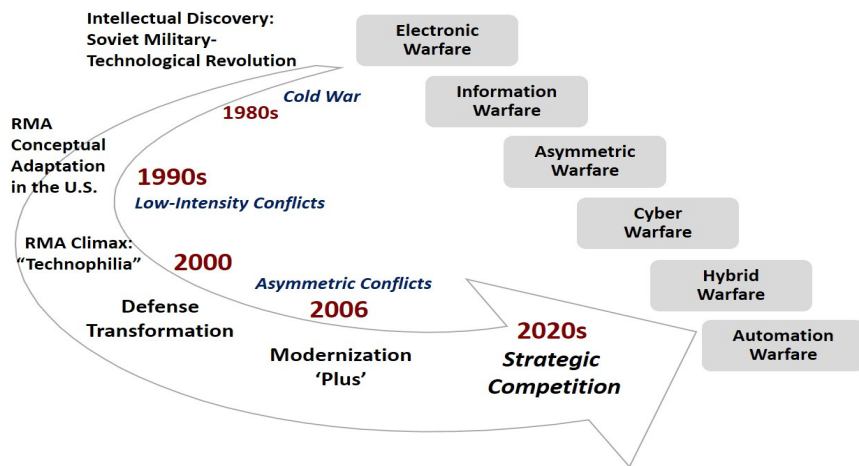 Intellectual Discovery:
Soviet Military-
Technological Revolution
Electronic
Warfare
Cold War
1980s
Information
Warfare
RMA
Conceptual
Adaptation
in the U.S.
Asymmetric
Warfare
1990s
Low-Intensity Conflicts
Cyber
Warfare
RMA Climax:
“Technophilia”
2000
Asymmetric Conflicts
2006
Hybrid
Warfare
Defense
Transformation
2020s
Strategic
Competition
Automation
Warfare
Modernization
‘Plus’